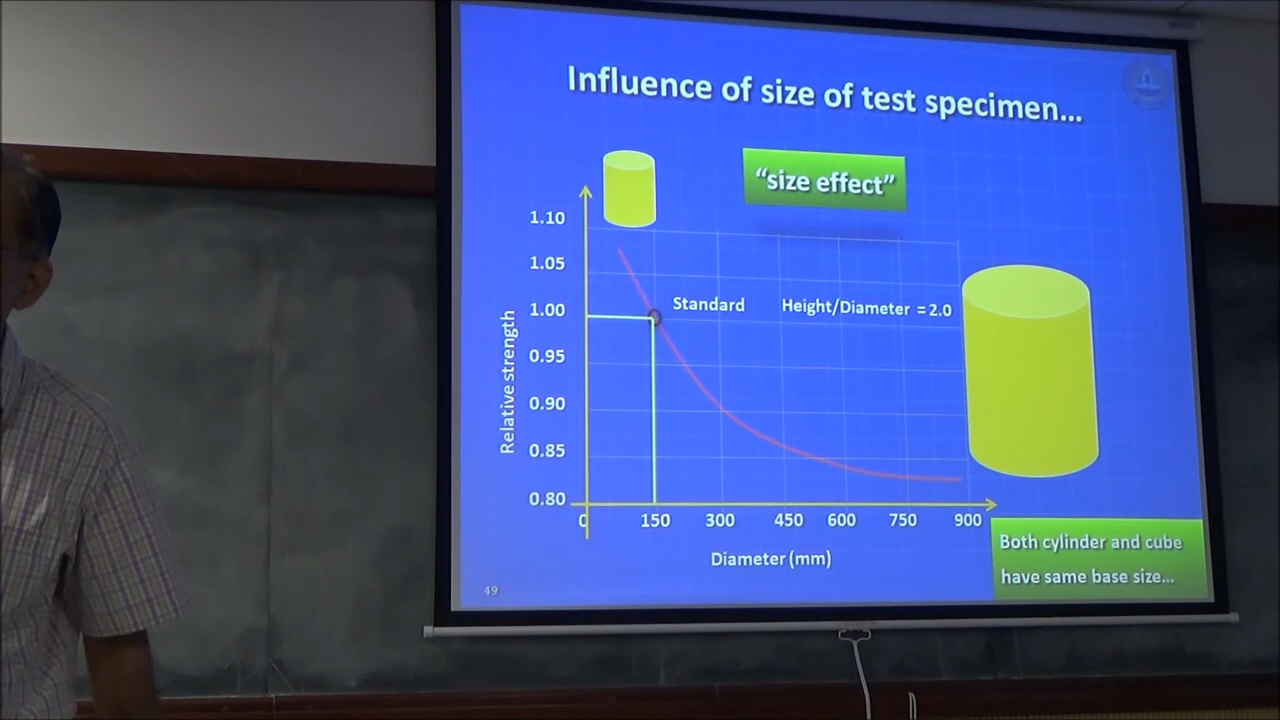 Influence of size of test specimen...
“size effect”
1.10
1.05
1.00
0.95
0.90
0.85
0.80
Relative strength
Standard
Height/Diameter = 2.0
0 150 300 450 600 750 900
Diameter (mm)
Both cylinder and cube
have same base size...
49